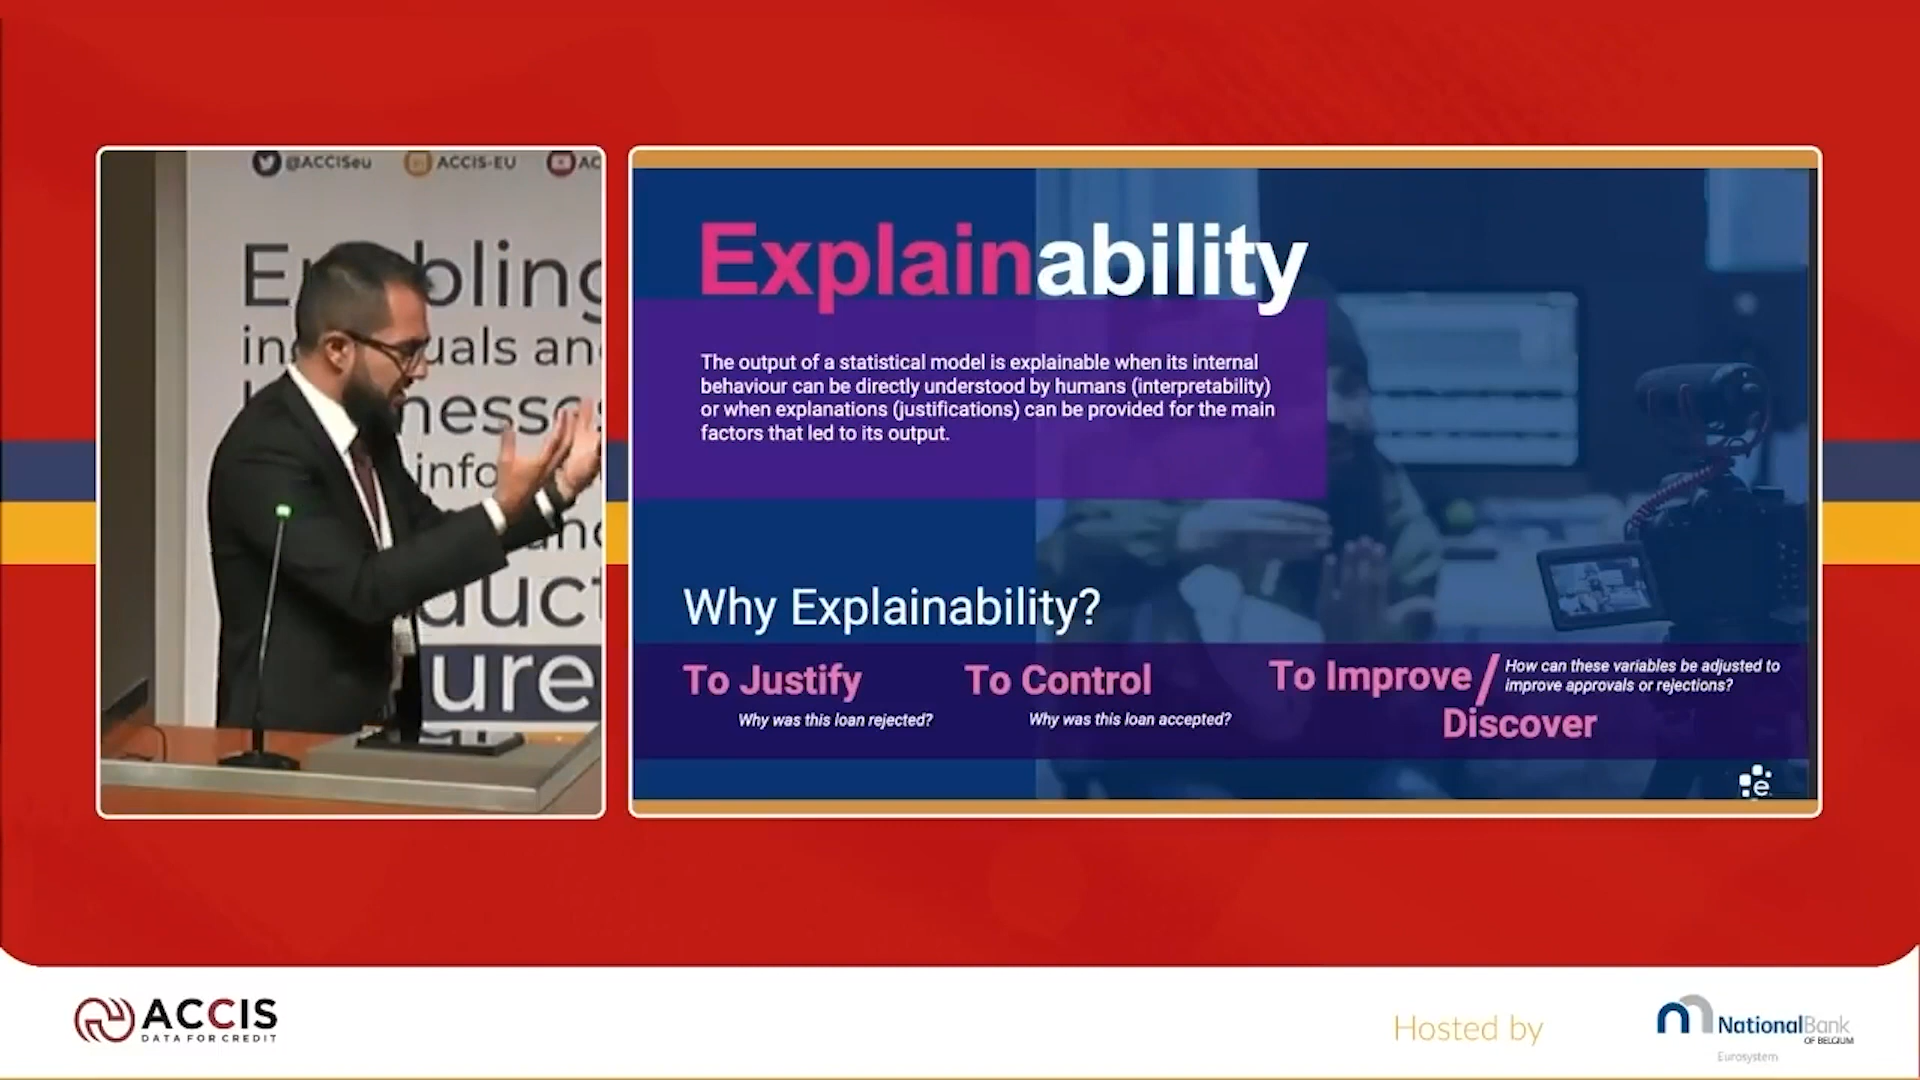 @ACCISeu
ACCIS-EU
AC
Explainability
The output of a statistical model is explainable when its internal
behaviour can be directly understood by humans (interpretability)
or when explanations (justifications) can be provided for the main
factors that led to its output.
Why Explainability?
To Justify
Why was this loan rejected?
To Control
Why was this loan accepted?
To Improve/
Discover
How can these variables be adjusted to
improve approvals or rejections?
e
ACCIS
DATA FOR CREDIT
Hosted by
NationalBank
OF BELGIUM
Eurosystem